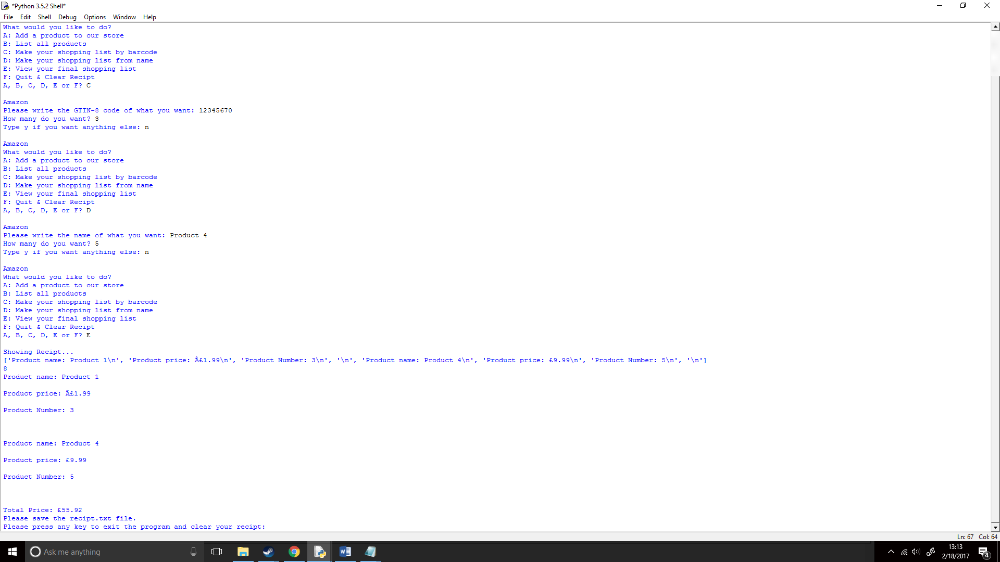 *Python 3.5.2 Shell*
File Edit Shell Debug Options Window Help
What would you like to do?
A: Add a product to our store
B: List all products
C: Make your shopping list by barcode
D: Make your shopping list from name
E: View your final shopping list
F: Quit & Clear Recipt
A, B, C, D, E or F? C
Amazon
Please write the GTIN-8 code of what you want: 12345670
How many do you want? 3
Type y if you want anything else: n
Amazon
What would you like to do?
A: Add a product to our store
B: List all products
C: Make your shopping list by barcode
D: Make your shopping list from name
E: View your final shopping list
F: Quit & Clear Recipt
A, B, C, D, E or F? D
Amazon
Please write the name of what you want: Product 4
How many do you want? 5
Type y if you want anything else: n
Amazon
What would you like to do?
A: Add a product to our store
B: List all products
C: Make your shopping list by barcode
D: Make your shopping list from name
E: View your final shopping list
F: Quit & Clear Recipt
A, B, C, D, E or F? E
Showing Recipt...
['Product name: Product 1\n', 'Product price: Â£1.99\n', 'Product Number: 3\n', '\n', 'Product name: Product 4\n', 'Product price: £9.99\n', 'Product Number: 5\n', '\n']
8
Product name: Product 1
Product price: Â£1.99
Product Number: 3
Product name: Product 4
Product price: £9.99
Product Number: 5
Total Price: £55.92
Please save the recipt.txt file.
Please press any key to exit the program and clear your recipt:
Ln: 67 Col: 64
Ask me anything
13:13
2/18/2017
4